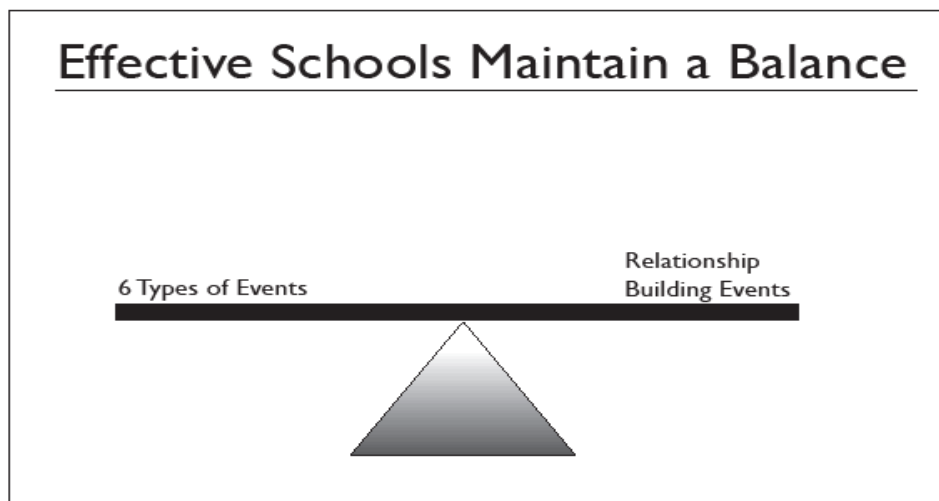 Effective Schools Maintain a Balance
6 Types of Events
Relationship
Building Events